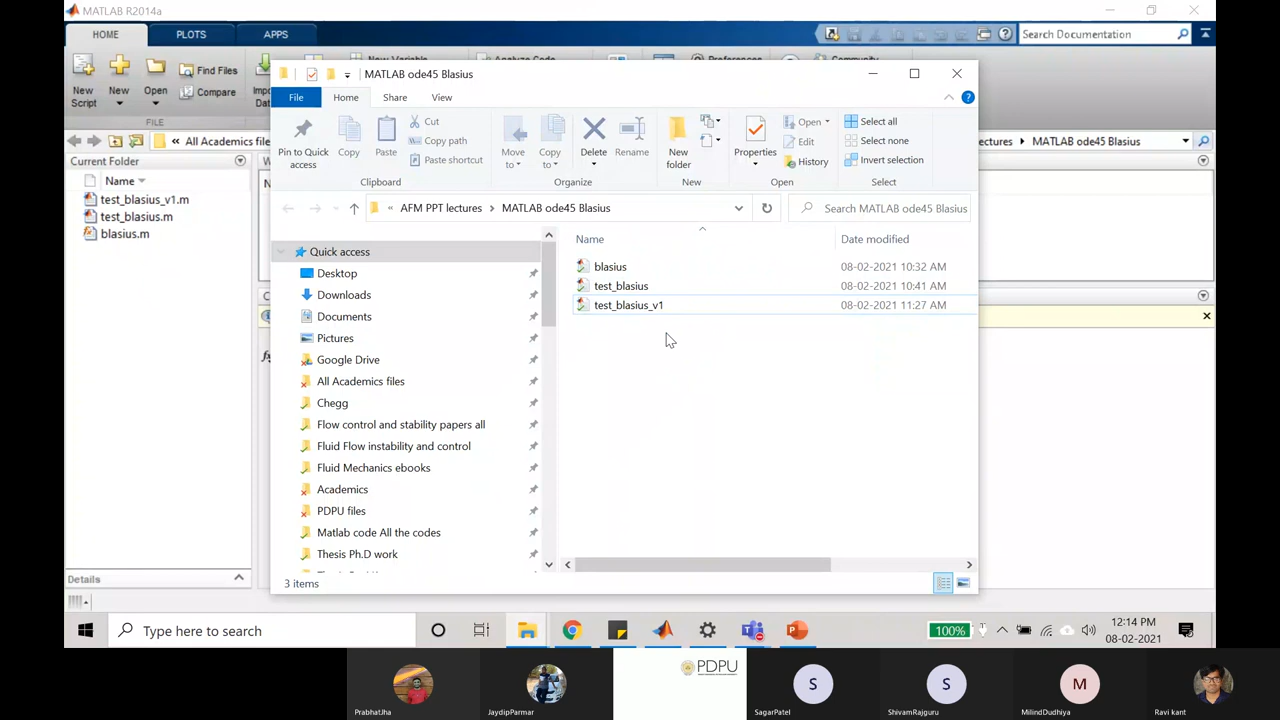 MATLAB R2014a
HOME
PLOTS
APPS
Search Documentation
New Script
New
Open
Find Files
Compare
FILE
MATLAB ode45 Blasius
File
Home
Share
View
Pin to Quick access
Copy
Paste
Cut
Copy path
Paste shortcut
Clipboard
Move to
Copy to
Delete
Rename
Organize
New folder
New
Properties
Open
Edit
History
Open
Select all
Select none
Invert selection
Select
« All Academics file
ectures > MATLAB ode45 Blasius
Current Folder
Name
test_blasius_v1.m
test_blasius.m
blasius.m
Details
« AFM PPT lectures > MATLAB ode45 Blasius
Search MATLAB ode45 Blasius
Quick access
Desktop
Downloads
Documents
Pictures
Google Drive
All Academics files
Chegg
Flow control and stability papers all
Fluid Flow instability and control
Fluid Mechanics ebooks
Academics
PDPU files
Matlab code All the codes
Thesis Ph.D work
Name
Date modified
blasius 08-02-2021 10:32 AM
test_blasius 08-02-2021 10:41 AM
test_blasius_v1 08-02-2021 11:27 AM
3 items
Type here to search
100%
12:14 PM
08-02-2021
PrabhatJha
JaydipParmar
PDPU
S
SagarPatel
S
ShivamRajguru
M
MilindDudhiya
Ravi kant